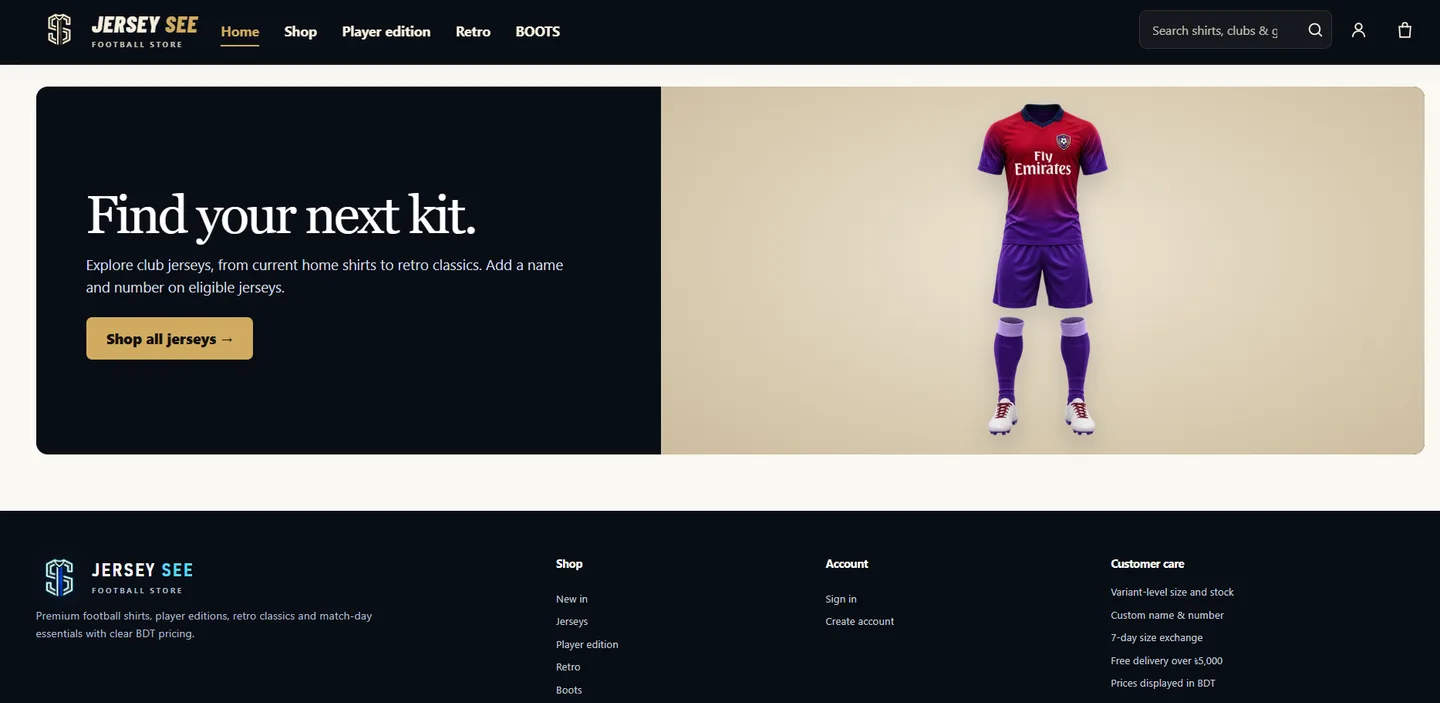 JERSEY SEE
FOOTBALL STORE
Home
Shop
Player edition
Retro
BOOTS
Search shirts, clubs & g
Find your next kit.
Explore club jerseys, from current home shirts to retro classics. Add a name
and number on eligible jerseys.
Shop all jerseys →
Fly
Emirates
JERSEY SEE
FOOTBALL STORE
Premium football shirts, player editions, retro classics and match-day
essentials with clear BDT pricing.
Shop
New in
Jerseys
Player edition
Retro
Boots
Account
Sign in
Create account
Customer care
Variant-level size and stock
Custom name & number
7-day size exchange
Free delivery over ৳5,000
Prices displayed in BDT